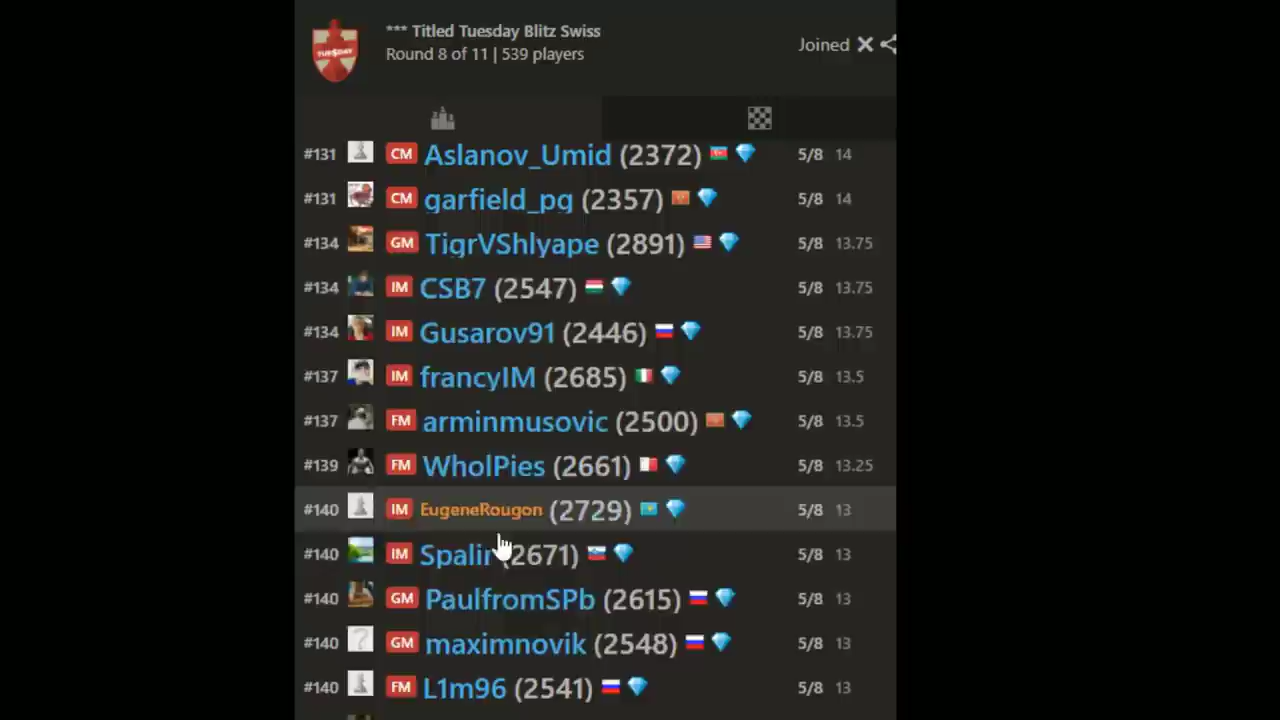 *** Titled Tuesday Blitz Swiss
Round 8 of 11 | 539 players
Joined
TUE$DAY
#131 CM Aslanov_Umid (2372) 5/8 14
#131 CM garfield_pg (2357) 5/8 14
#134 GM TigrVShlyape (2891) 5/8 13.75
#134 IM CSB7 (2547) 5/8 13.75
#134 IM Gusarov91 (2446) 5/8 13.75
#137 IM francyIM (2685) 5/8 13.5
#137 FM arminmusovic (2500) 5/8 13.5
#139 FM WholPies (2661) 5/8 13.25
#140 IM EugeneRougon (2729) 5/8 13
#140 IM (2671) 5/8 13
#140 GM PaulfromSPb (2615) 5/8 13
#140 GM maximnovik (2548) 5/8 13
#140 FM L1m96 (2541) 5/8 13